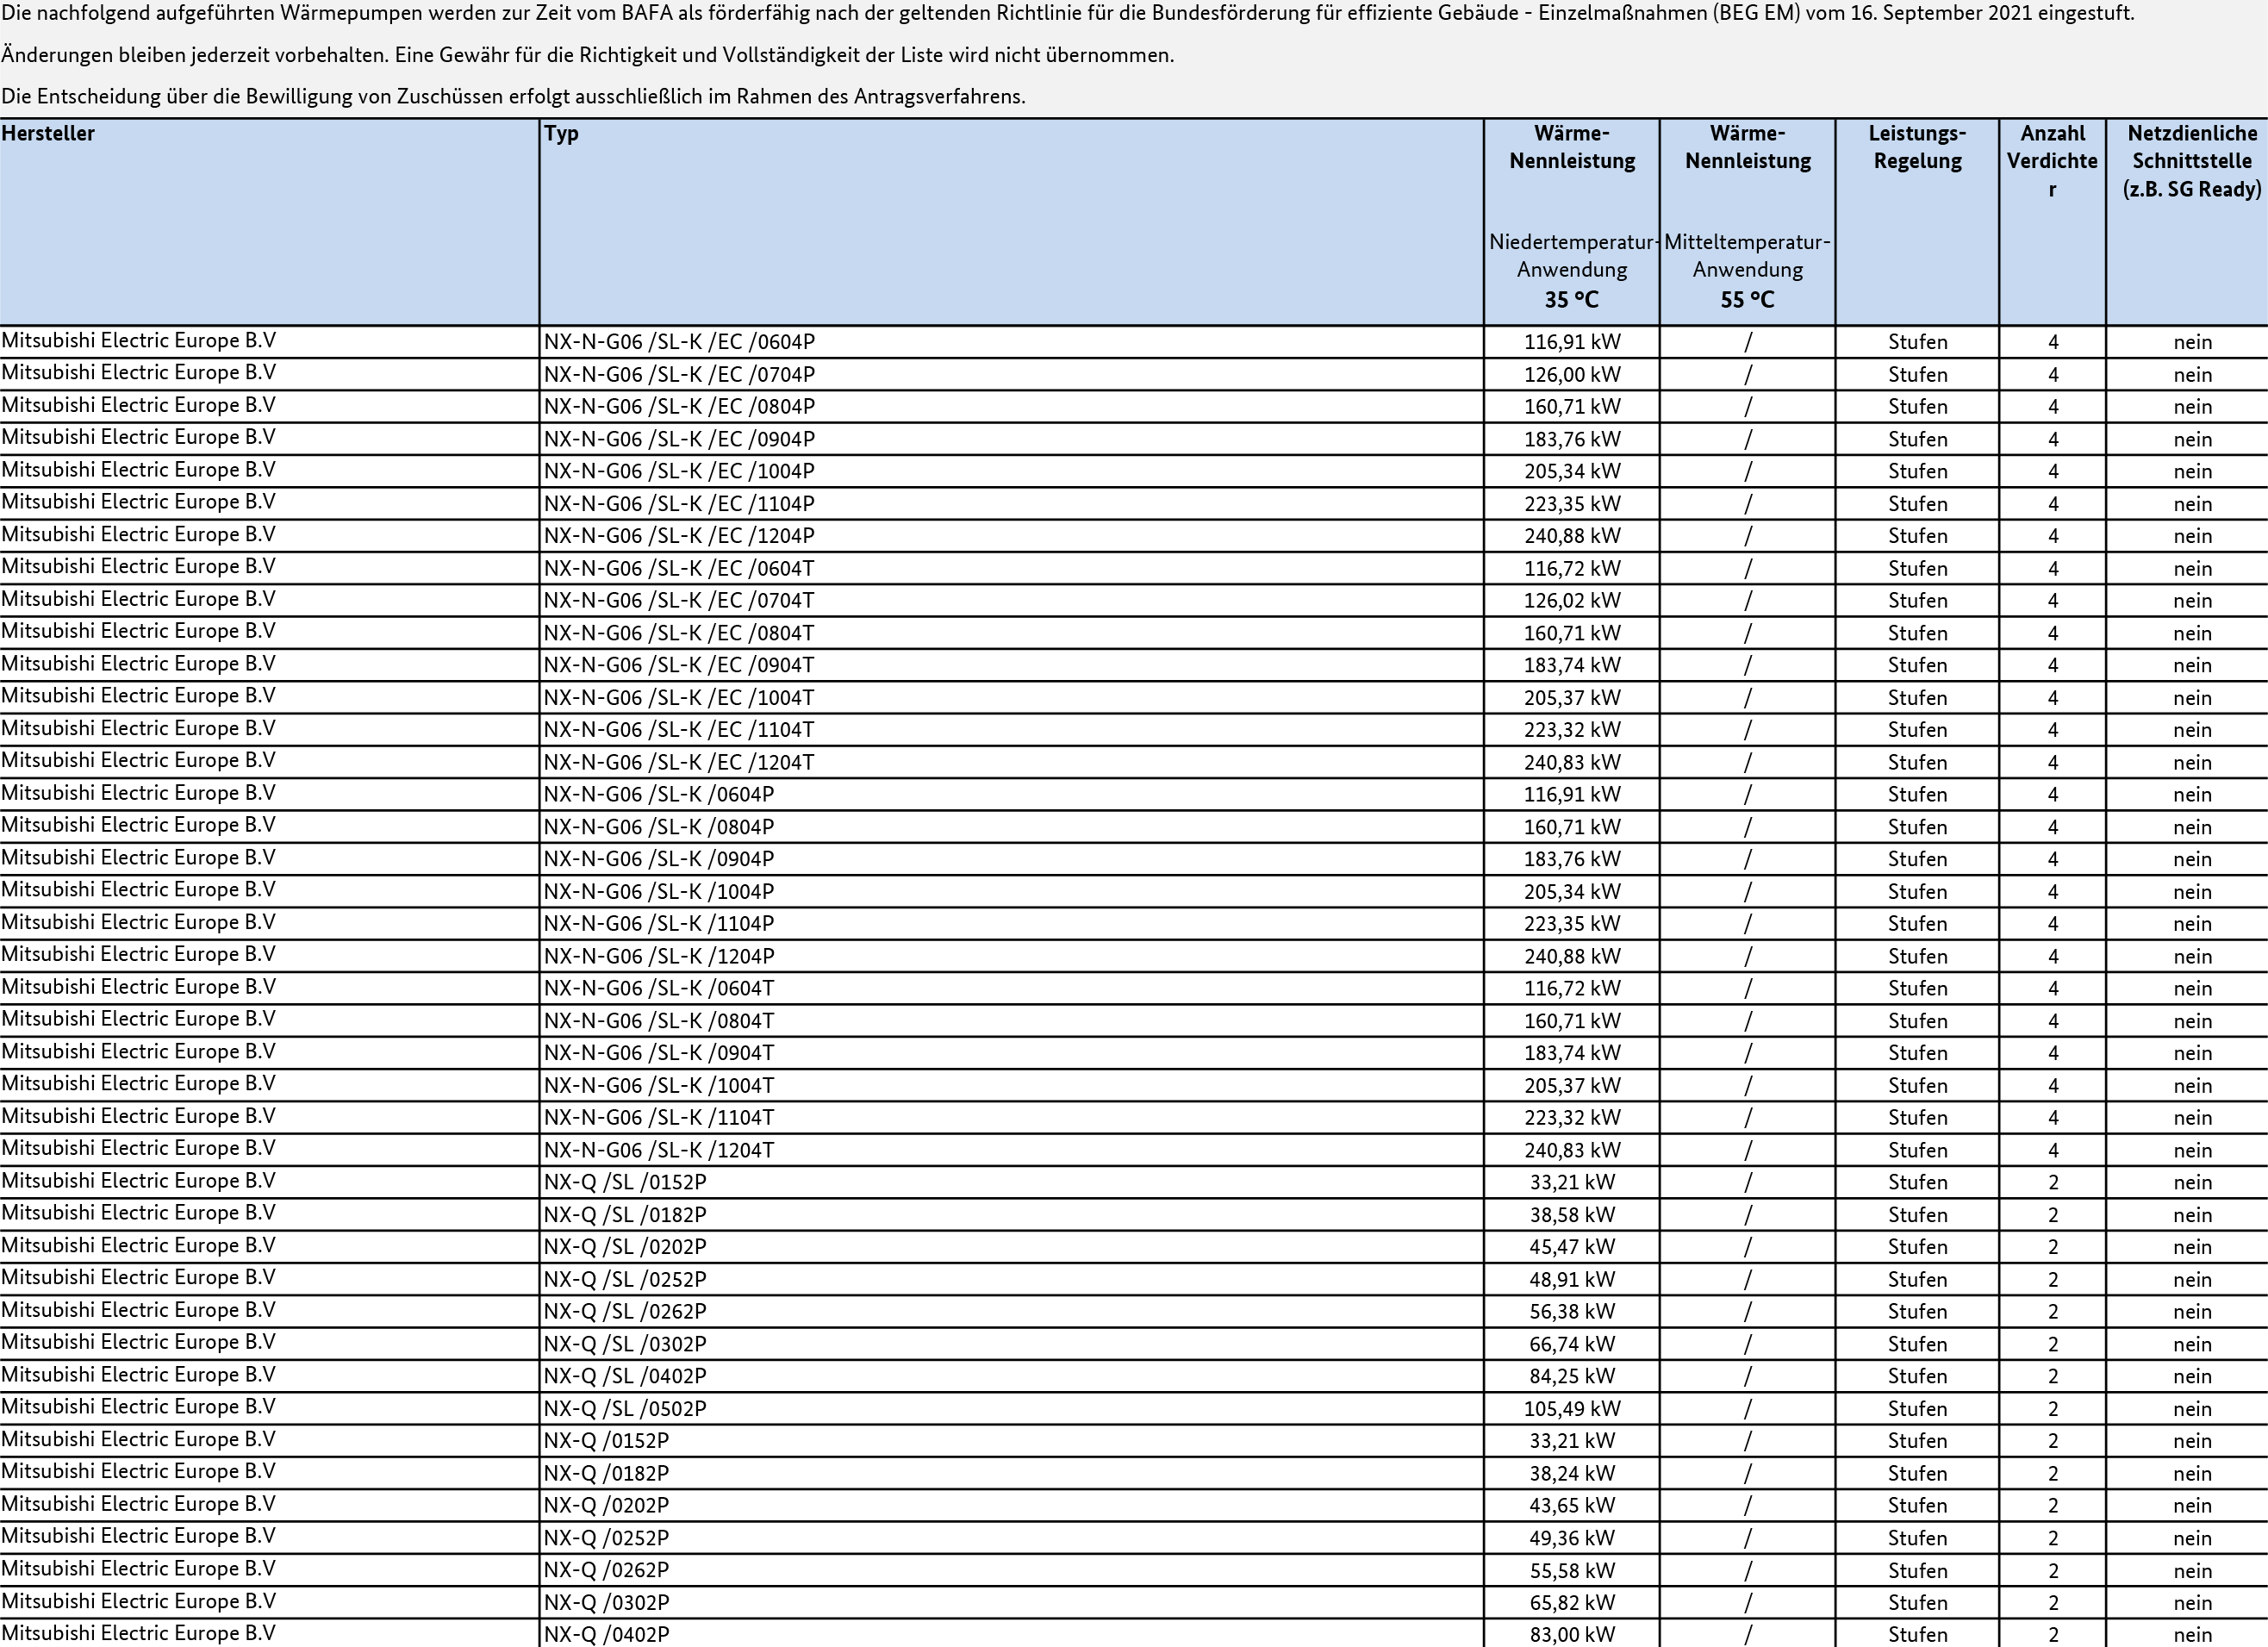 Die nachfolgend aufgeführten Wärmepumpen werden zur Zeit vom BAFA als förderfähig nach der geltenden Richtlinie für die Bundesförderung für effiziente Gebäude - Einzelmaßnahmen (BEG EM) vom 16. September 2021 eingestuft.
Änderungen bleiben jederzeit vorbehalten. Eine Gewähr für die Richtigkeit und Vollständigkeit der Liste wird nicht übernommen.
Die Entscheidung über die Bewilligung von Zuschüssen erfolgt ausschließlich im Rahmen des Antragsverfahrens.
Hersteller Typ Wärme- Wärme- Leistungs- Anzahl Netzdienliche
Nennleistung Nennleistung Regelung Verdichte Schnittstelle
r (z.B. SG Ready)
Niedertemperatur- Mitteltemperatur-
Anwendung Anwendung
35 °C 55 °C
Mitsubishi Electric Europe B.V NX-N-G06 /SL-K /EC /0604P 116,91 kW / Stufen 4 nein
Mitsubishi Electric Europe B.V NX-N-G06 /SL-K /EC /0704P 126,00 kW / Stufen 4 nein
Mitsubishi Electric Europe B.V NX-N-G06 /SL-K /EC /0804P 160,71 kW / Stufen 4 nein
Mitsubishi Electric Europe B.V NX-N-G06 /SL-K /EC /0904P 183,76 kW / Stufen 4 nein
Mitsubishi Electric Europe B.V NX-N-G06 /SL-K /EC /1004P 205,34 kW / Stufen 4 nein
Mitsubishi Electric Europe B.V NX-N-G06 /SL-K /EC /1104P 223,35 kW / Stufen 4 nein
Mitsubishi Electric Europe B.V NX-N-G06 /SL-K /EC /1204P 240,88 kW / Stufen 4 nein
Mitsubishi Electric Europe B.V NX-N-G06 /SL-K /EC /0604T 116,72 kW / Stufen 4 nein
Mitsubishi Electric Europe B.V NX-N-G06 /SL-K /EC /0704T 126,02 kW / Stufen 4 nein
Mitsubishi Electric Europe B.V NX-N-G06 /SL-K /EC /0804T 160,71 kW / Stufen 4 nein
Mitsubishi Electric Europe B.V NX-N-G06 /SL-K /EC /0904T 183,74 kW / Stufen 4 nein
Mitsubishi Electric Europe B.V NX-N-G06 /SL-K /EC /1004T 205,37 kW / Stufen 4 nein
Mitsubishi Electric Europe B.V NX-N-G06 /SL-K /EC /1104T 223,32 kW / Stufen 4 nein
Mitsubishi Electric Europe B.V NX-N-G06 /SL-K /EC /1204T 240,83 kW / Stufen 4 nein
Mitsubishi Electric Europe B.V NX-N-G06 /SL-K /0604P 116,91 kW / Stufen 4 nein
Mitsubishi Electric Europe B.V NX-N-G06 /SL-K /0804P 160,71 kW / Stufen 4 nein
Mitsubishi Electric Europe B.V NX-N-G06 /SL-K /0904P 183,76 kW / Stufen 4 nein
Mitsubishi Electric Europe B.V NX-N-G06 /SL-K /1004P 205,34 kW / Stufen 4 nein
Mitsubishi Electric Europe B.V NX-N-G06 /SL-K /1104P 223,35 kW / Stufen 4 nein
Mitsubishi Electric Europe B.V NX-N-G06 /SL-K /1204P 240,88 kW / Stufen 4 nein
Mitsubishi Electric Europe B.V NX-N-G06 /SL-K /0604T 116,72 kW / Stufen 4 nein
Mitsubishi Electric Europe B.V NX-N-G06 /SL-K /0804T 160,71 kW / Stufen 4 nein
Mitsubishi Electric Europe B.V NX-N-G06 /SL-K /0904T 183,74 kW / Stufen 4 nein
Mitsubishi Electric Europe B.V NX-N-G06 /SL-K /1004T 205,37 kW / Stufen 4 nein
Mitsubishi Electric Europe B.V NX-N-G06 /SL-K /1104T 223,32 kW / Stufen 4 nein
Mitsubishi Electric Europe B.V NX-N-G06 /SL-K /1204T 240,83 kW / Stufen 4 nein
Mitsubishi Electric Europe B.V NX-Q /SL /0152P 33,21 kW / Stufen 2 nein
Mitsubishi Electric Europe B.V NX-Q /SL /0182P 38,58 kW / Stufen 2 nein
Mitsubishi Electric Europe B.V NX-Q /SL /0202P 45,47 kW / Stufen 2 nein
Mitsubishi Electric Europe B.V NX-Q /SL /0252P 48,91 kW / Stufen 2 nein
Mitsubishi Electric Europe B.V NX-Q /SL /0262P 56,38 kW / Stufen 2 nein
Mitsubishi Electric Europe B.V NX-Q /SL /0302P 66,74 kW / Stufen 2 nein
Mitsubishi Electric Europe B.V NX-Q /SL /0402P 84,25 kW / Stufen 2 nein
Mitsubishi Electric Europe B.V NX-Q /SL /0502P 105,49 kW / Stufen 2 nein
Mitsubishi Electric Europe B.V NX-Q /0152P 33,21 kW / Stufen 2 nein
Mitsubishi Electric Europe B.V NX-Q /0182P 38,24 kW / Stufen 2 nein
Mitsubishi Electric Europe B.V NX-Q /0202P 43,65 kW / Stufen 2 nein
Mitsubishi Electric Europe B.V NX-Q /0252P 49,36 kW / Stufen 2 nein
Mitsubishi Electric Europe B.V NX-Q /0262P 55,58 kW / Stufen 2 nein
Mitsubishi Electric Europe B.V NX-Q /0302P 65,82 kW / Stufen 2 nein
Mitsubishi Electric Europe B.V NX-Q /0402P 83,00 kW / Stufen 2 nein